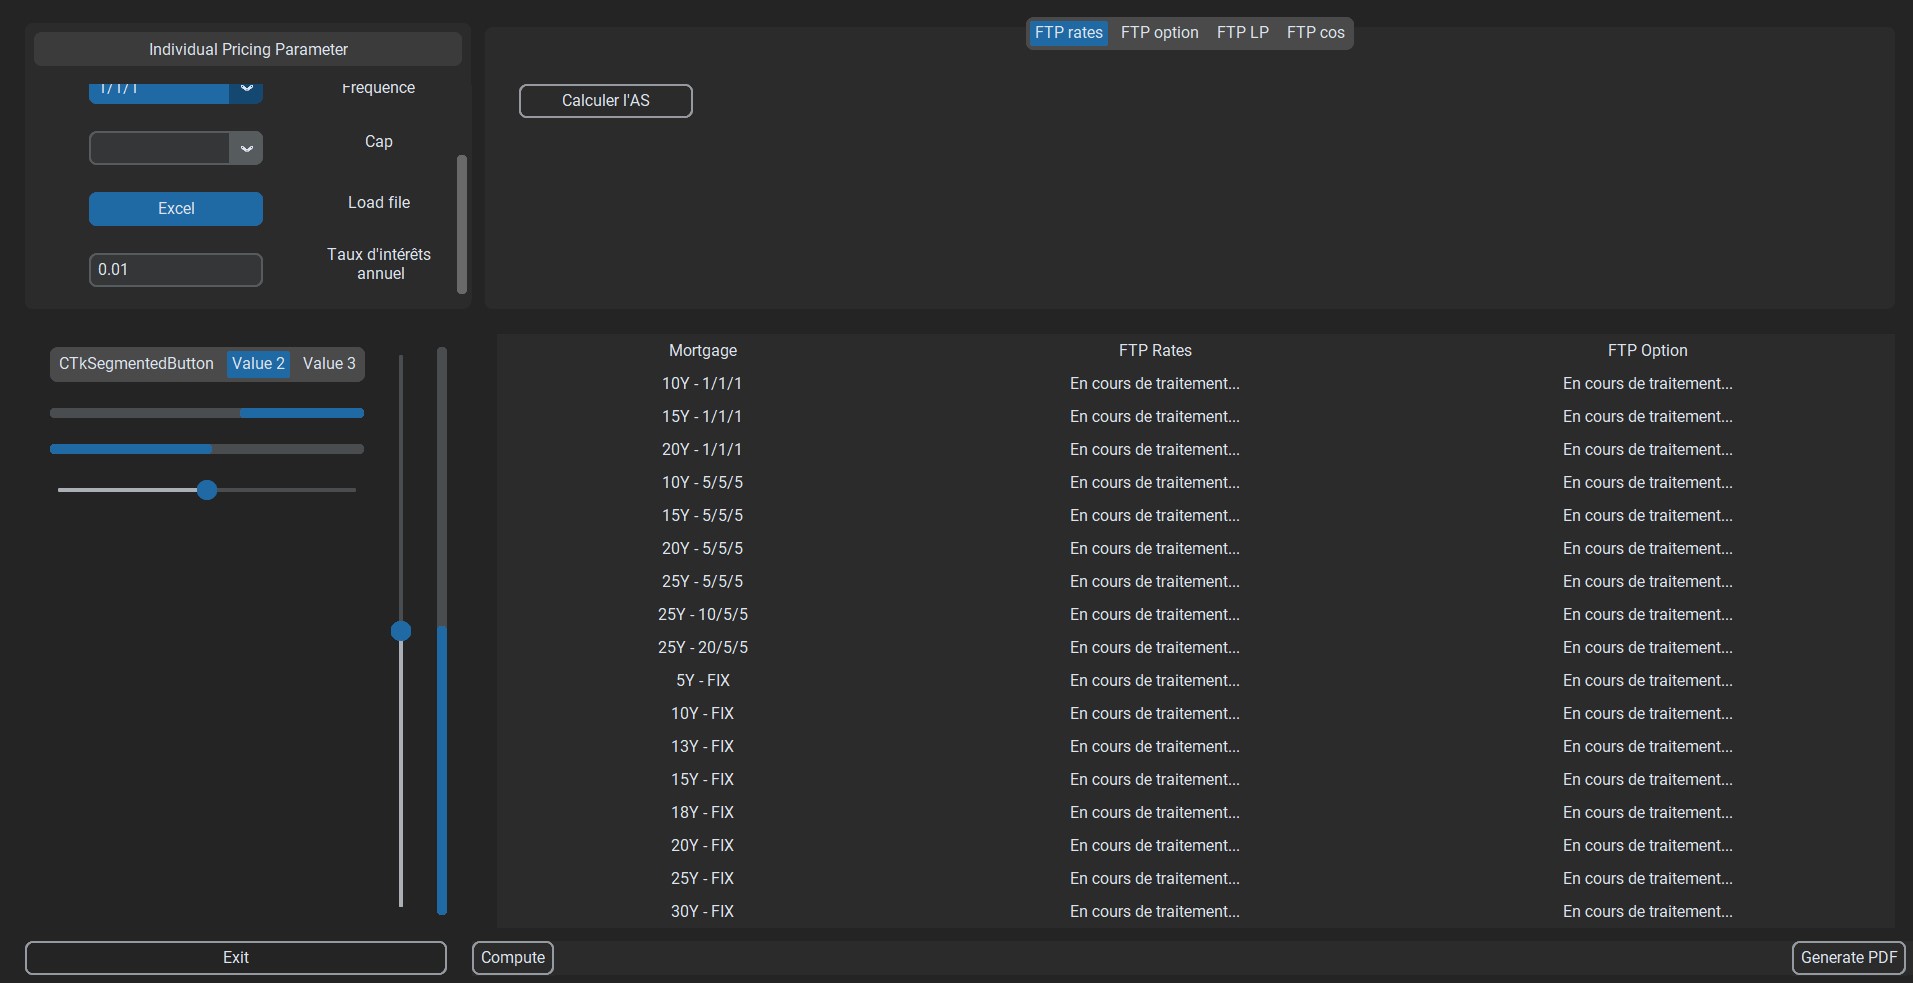 Individual Pricing Parameter
1/1/1
Frequence
Cap
Excel
Load file
0.01
Taux d'intérêts
annuel
FTP rates FTP option FTP LP FTP cos
Calculer l'AS
CTkSegmentedButton Value 2 Value 3
Mortgage FTP Rates FTP Option
10Y - 1/1/1 En cours de traitement... En cours de traitement...
15Y - 1/1/1 En cours de traitement... En cours de traitement...
20Y - 1/1/1 En cours de traitement... En cours de traitement...
10Y - 5/5/5 En cours de traitement... En cours de traitement...
15Y - 5/5/5 En cours de traitement... En cours de traitement...
20Y - 5/5/5 En cours de traitement... En cours de traitement...
25Y - 5/5/5 En cours de traitement... En cours de traitement...
25Y - 10/5/5 En cours de traitement... En cours de traitement...
25Y - 20/5/5 En cours de traitement... En cours de traitement...
5Y - FIX En cours de traitement... En cours de traitement...
10Y - FIX En cours de traitement... En cours de traitement...
13Y - FIX En cours de traitement... En cours de traitement...
15Y - FIX En cours de traitement... En cours de traitement...
18Y - FIX En cours de traitement... En cours de traitement...
20Y - FIX En cours de traitement... En cours de traitement...
25Y - FIX En cours de traitement... En cours de traitement...
30Y - FIX En cours de traitement... En cours de traitement...
Exit Compute Generate PDF